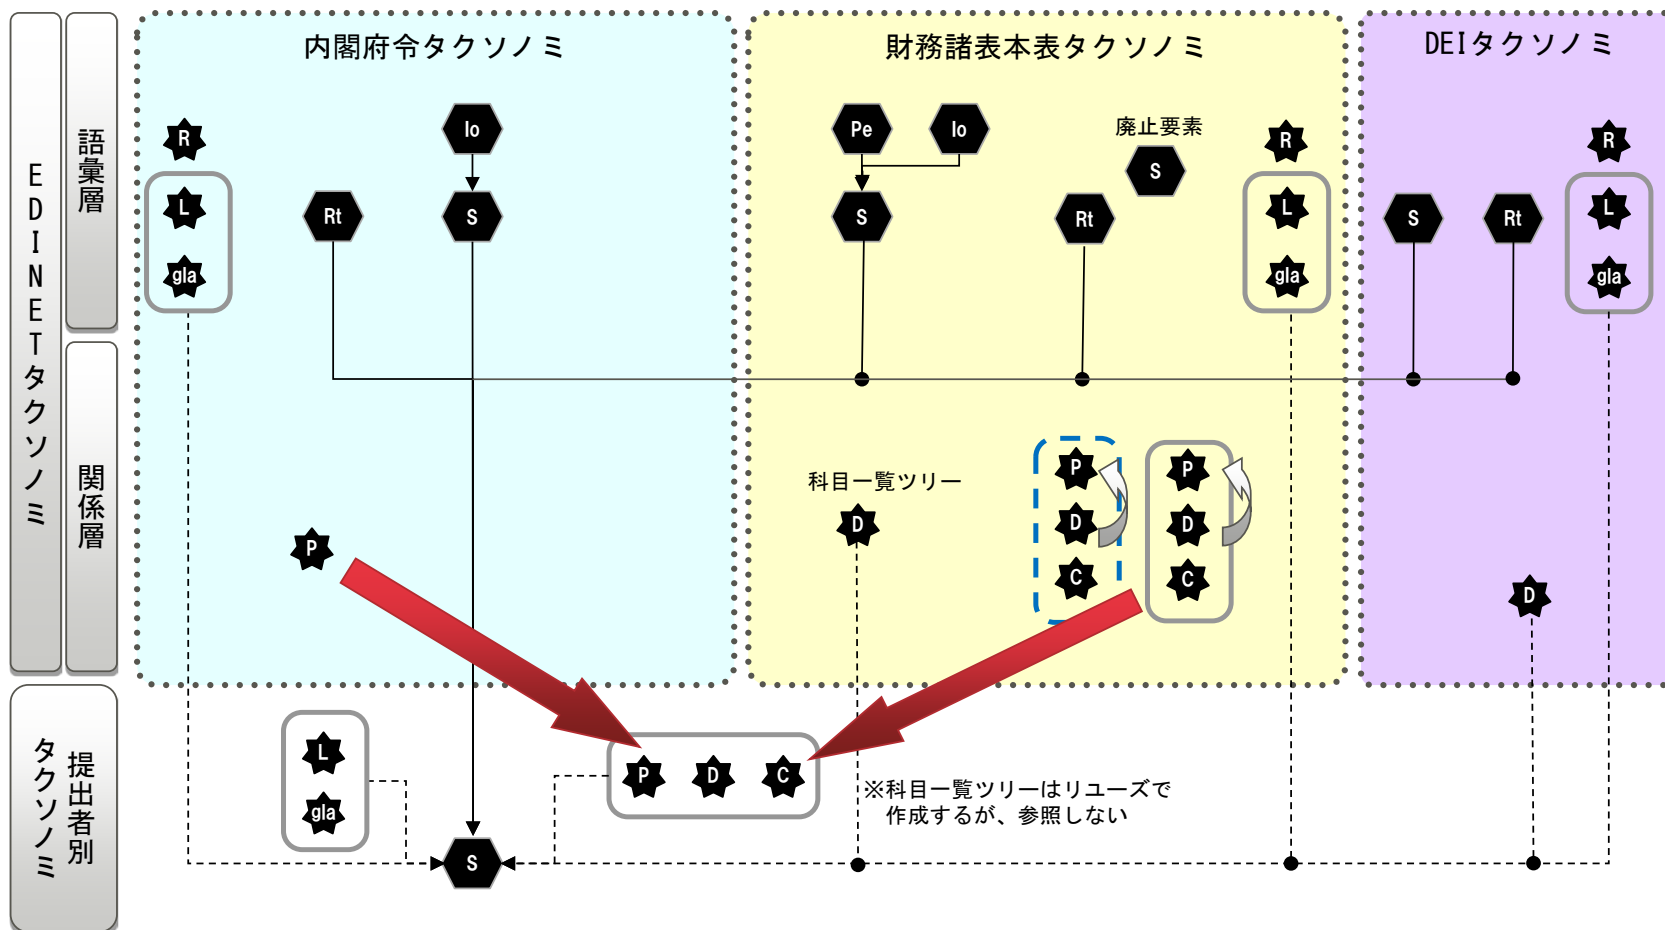 EDINETタクソノミ
語彙層
関係層
提出者別
タクソノミ
内閣府令タクソノミ
R
L
gla
Rt
Io
S
P
財務諸表本表タクソノミ
Pe
Io
S
廃止要素
S
Rt
R
L
gla
科目一覧ツリー
D
P
D
C
P
D
C
DEIタクソノミ
S
Rt
R
L
gla
D
L
gla
S
P
D
C
※科目一覧ツリーはリユーズで
作成するが、参照しない